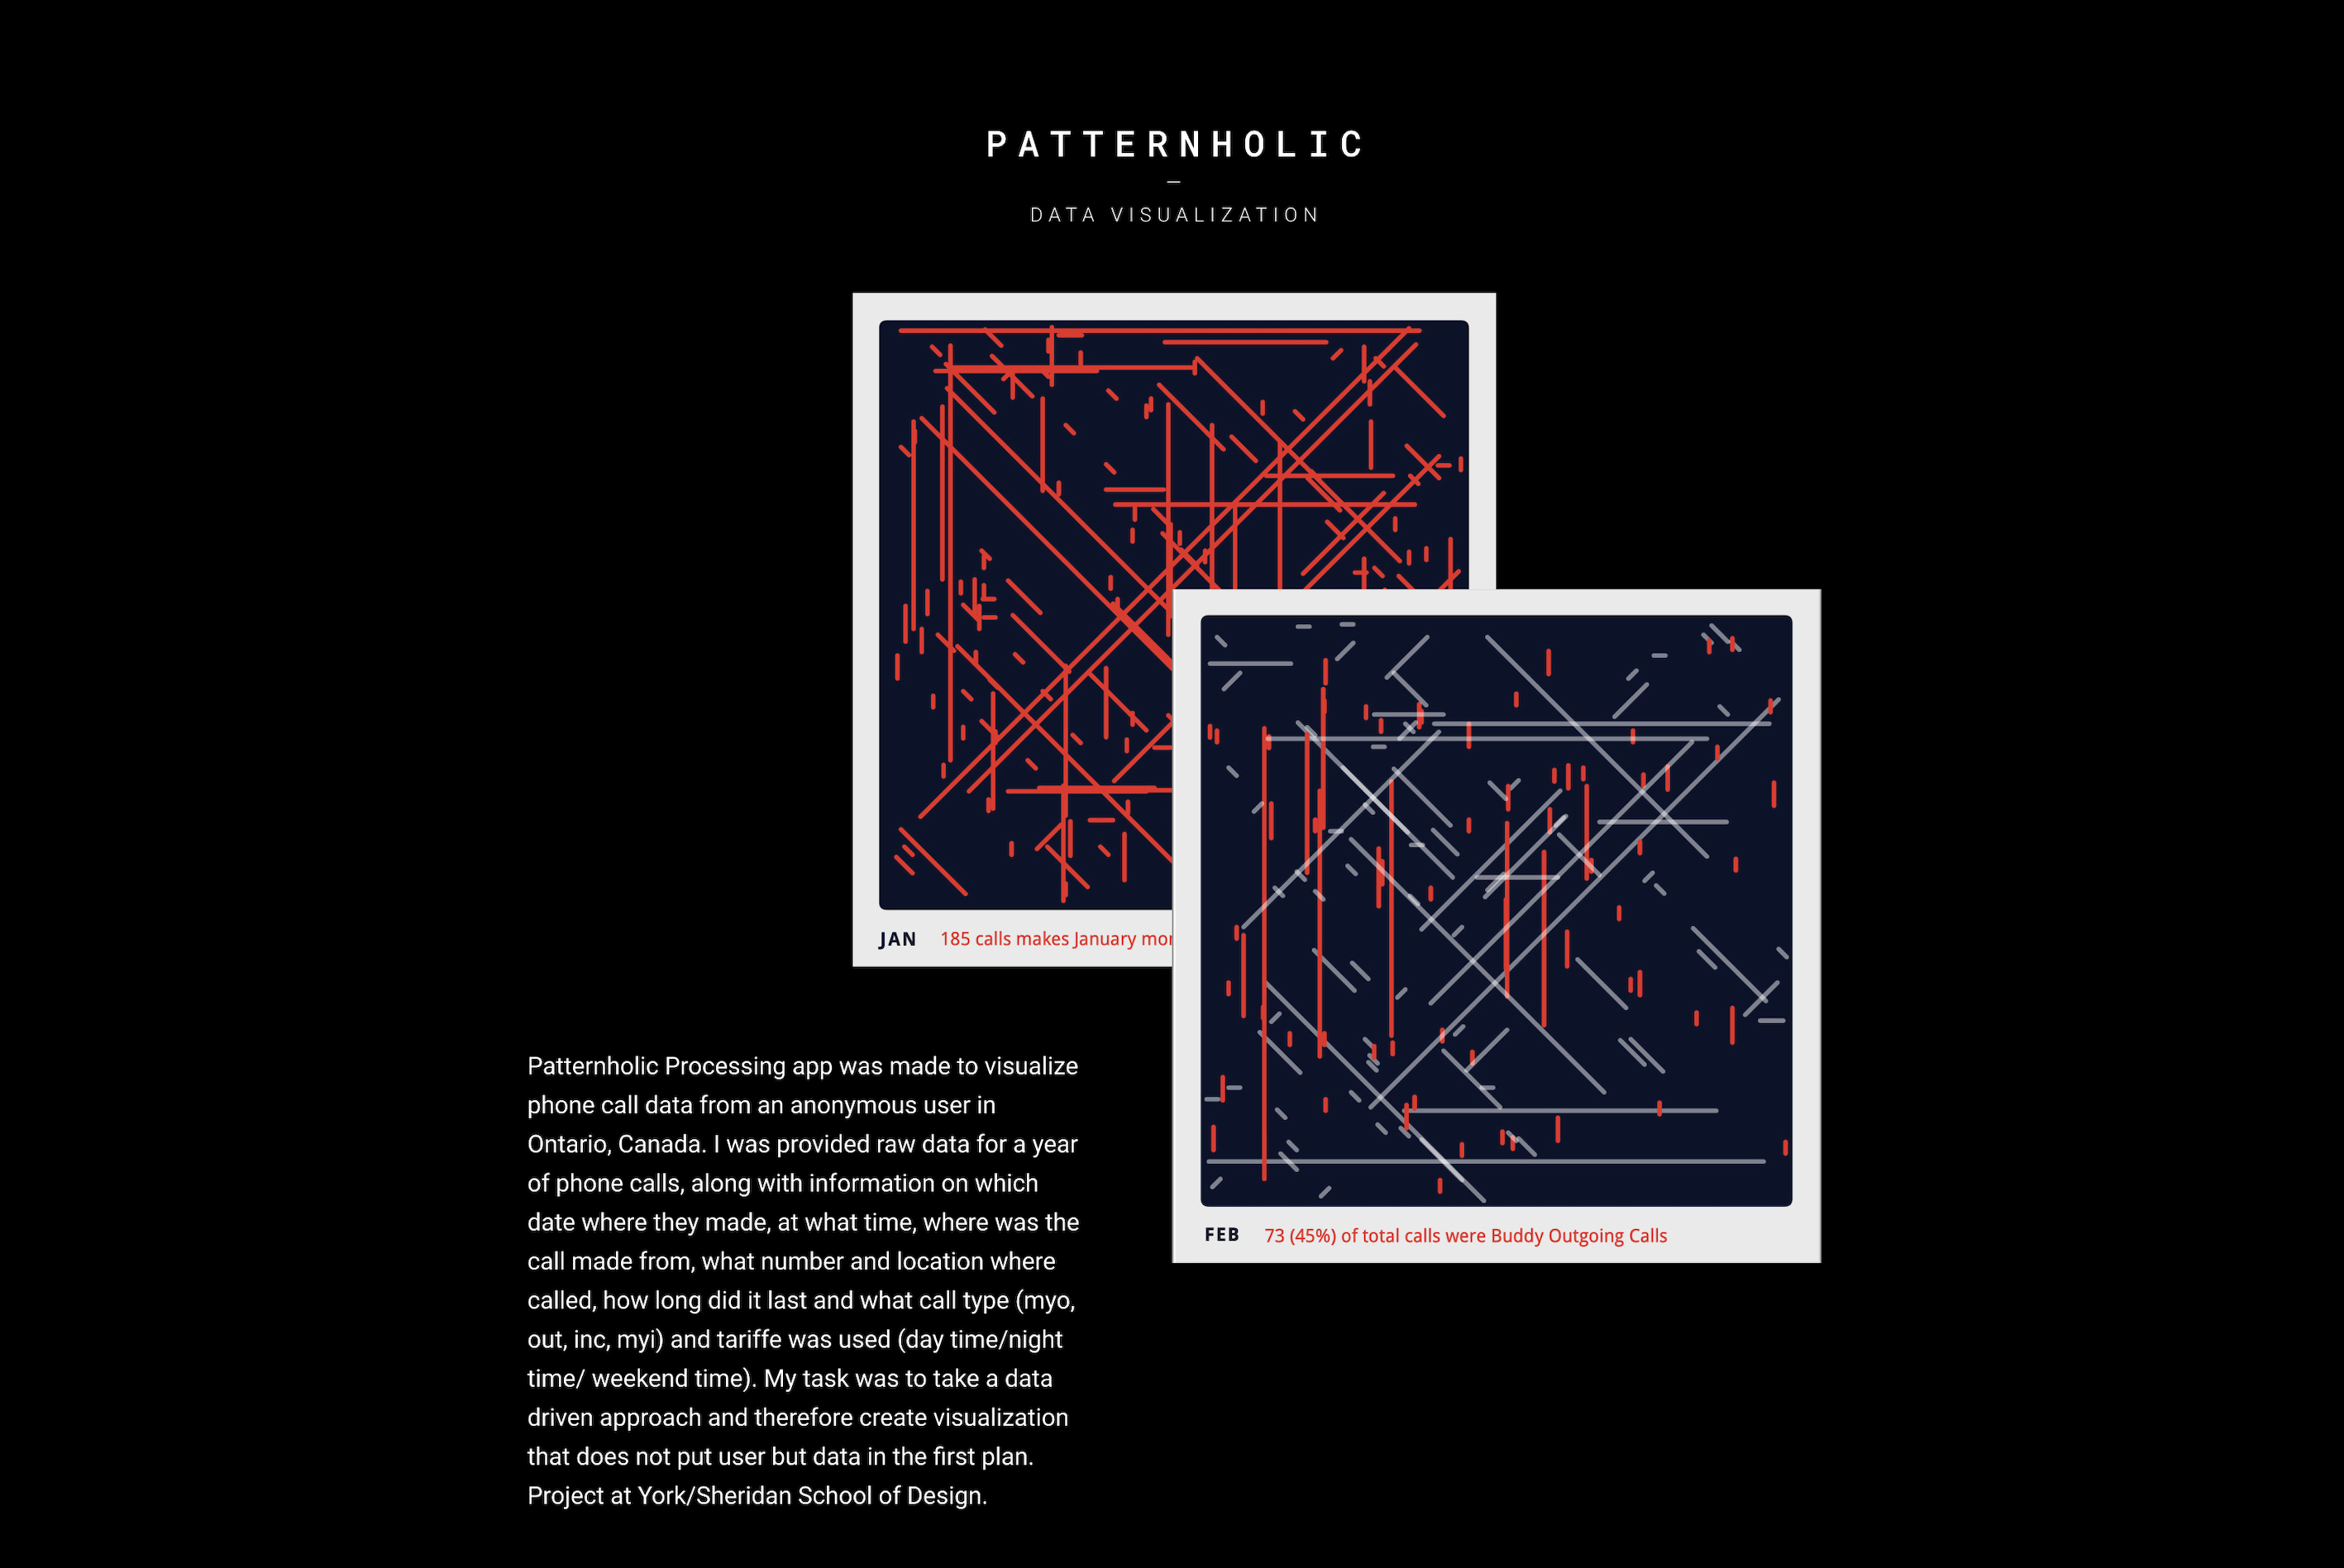 PATTERNHOLIC
–
DATA VISUALIZATION
JAN 185 calls makes January
FEB 73 (45%) of total calls were Buddy Outgoing Calls
Patternholic Processing app was made to visualize
phone call data from an anonymous user in
Ontario, Canada. I was provided raw data for a year
of phone calls, along with information on which
date where they made, at what time, where was the
call made from, what number and location where
called, how long did it last and what call type (myo,
out, inc, myi) and tariffe was used (day time/night
time/ weekend time). My task was to take a data
driven approach and therefore create visualization
that does not put user but data in the first plan.
Project at York/Sheridan School of Design.